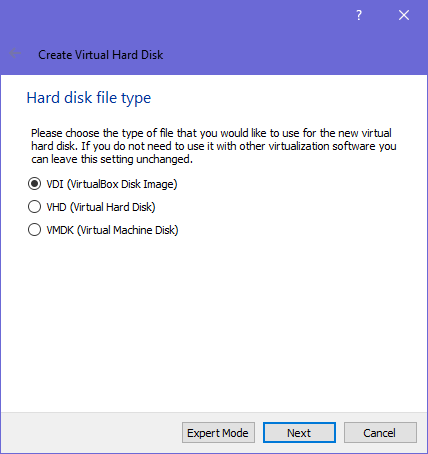 ?
Create Virtual Hard Disk
Hard disk file type
Please choose the type of file that you would like to use for the new virtual
hard disk. If you do not need to use it with other virtualization software you
can leave this setting unchanged.
VDI (VirtualBox Disk Image)
VHD (Virtual Hard Disk)
VMDK (Virtual Machine Disk)
Expert Mode Next Cancel